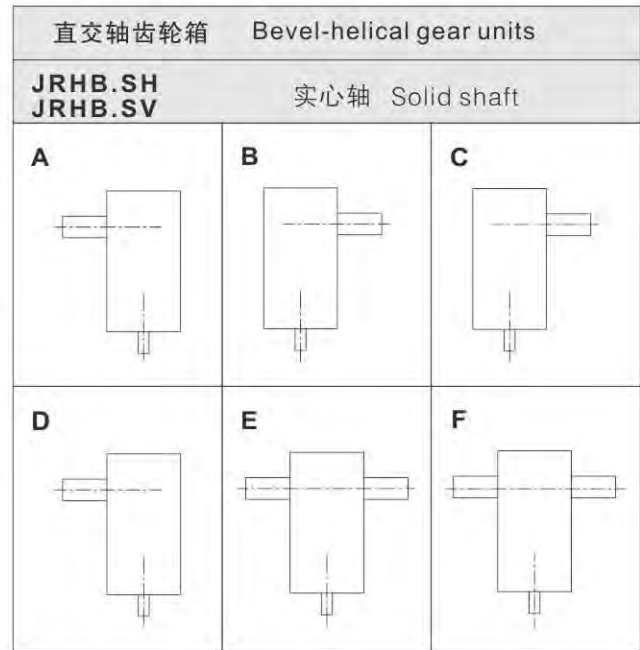 直交轴齿轮箱 Bevel-helical gear units
JRHB.SH
JRHB.SV
实心轴 Solid shaft
A
B
C
D
E
F